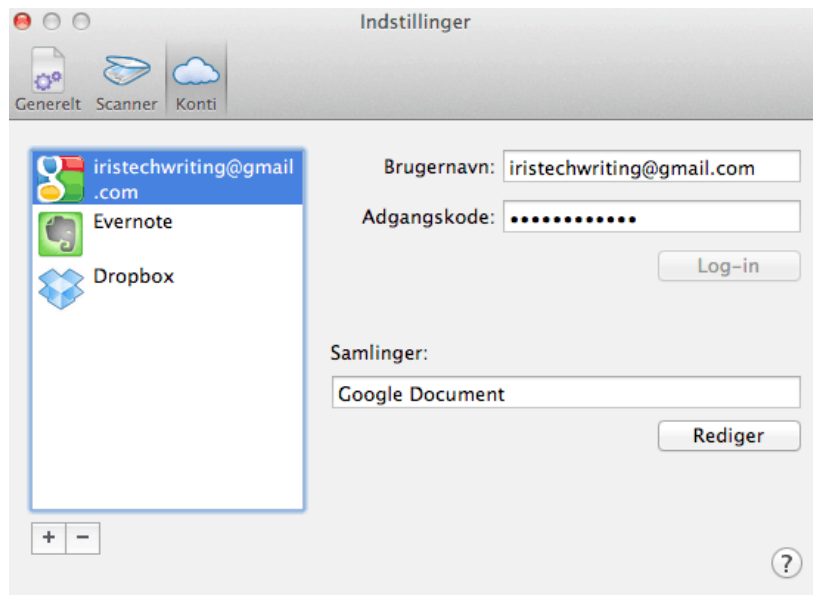 Indstillinger
Generelt Scanner Konti
iristechwriting@gmail
.com
Evernote
Dropbox
Brugernavn: iristechwriting@gmail.com
Adgangskode: ••••••••••••
Log-in
Samlinger:
Google Document
Rediger
+ −
?